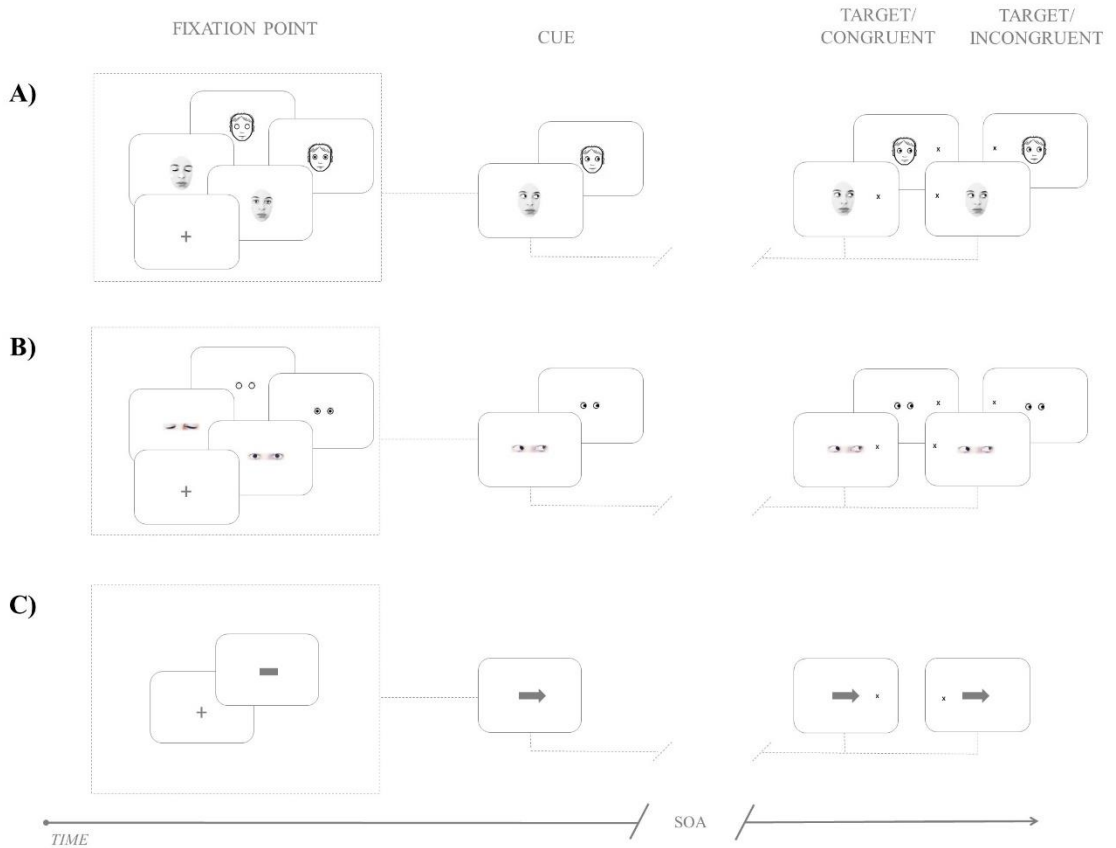 FIXATION POINT
CUE
TARGET/
CONGRUENT
TARGET/
INCONGRUENT
A)
x
x
x
x
+
B)
x
x
x
x
+
C)
+
x
x
SOA
TIME